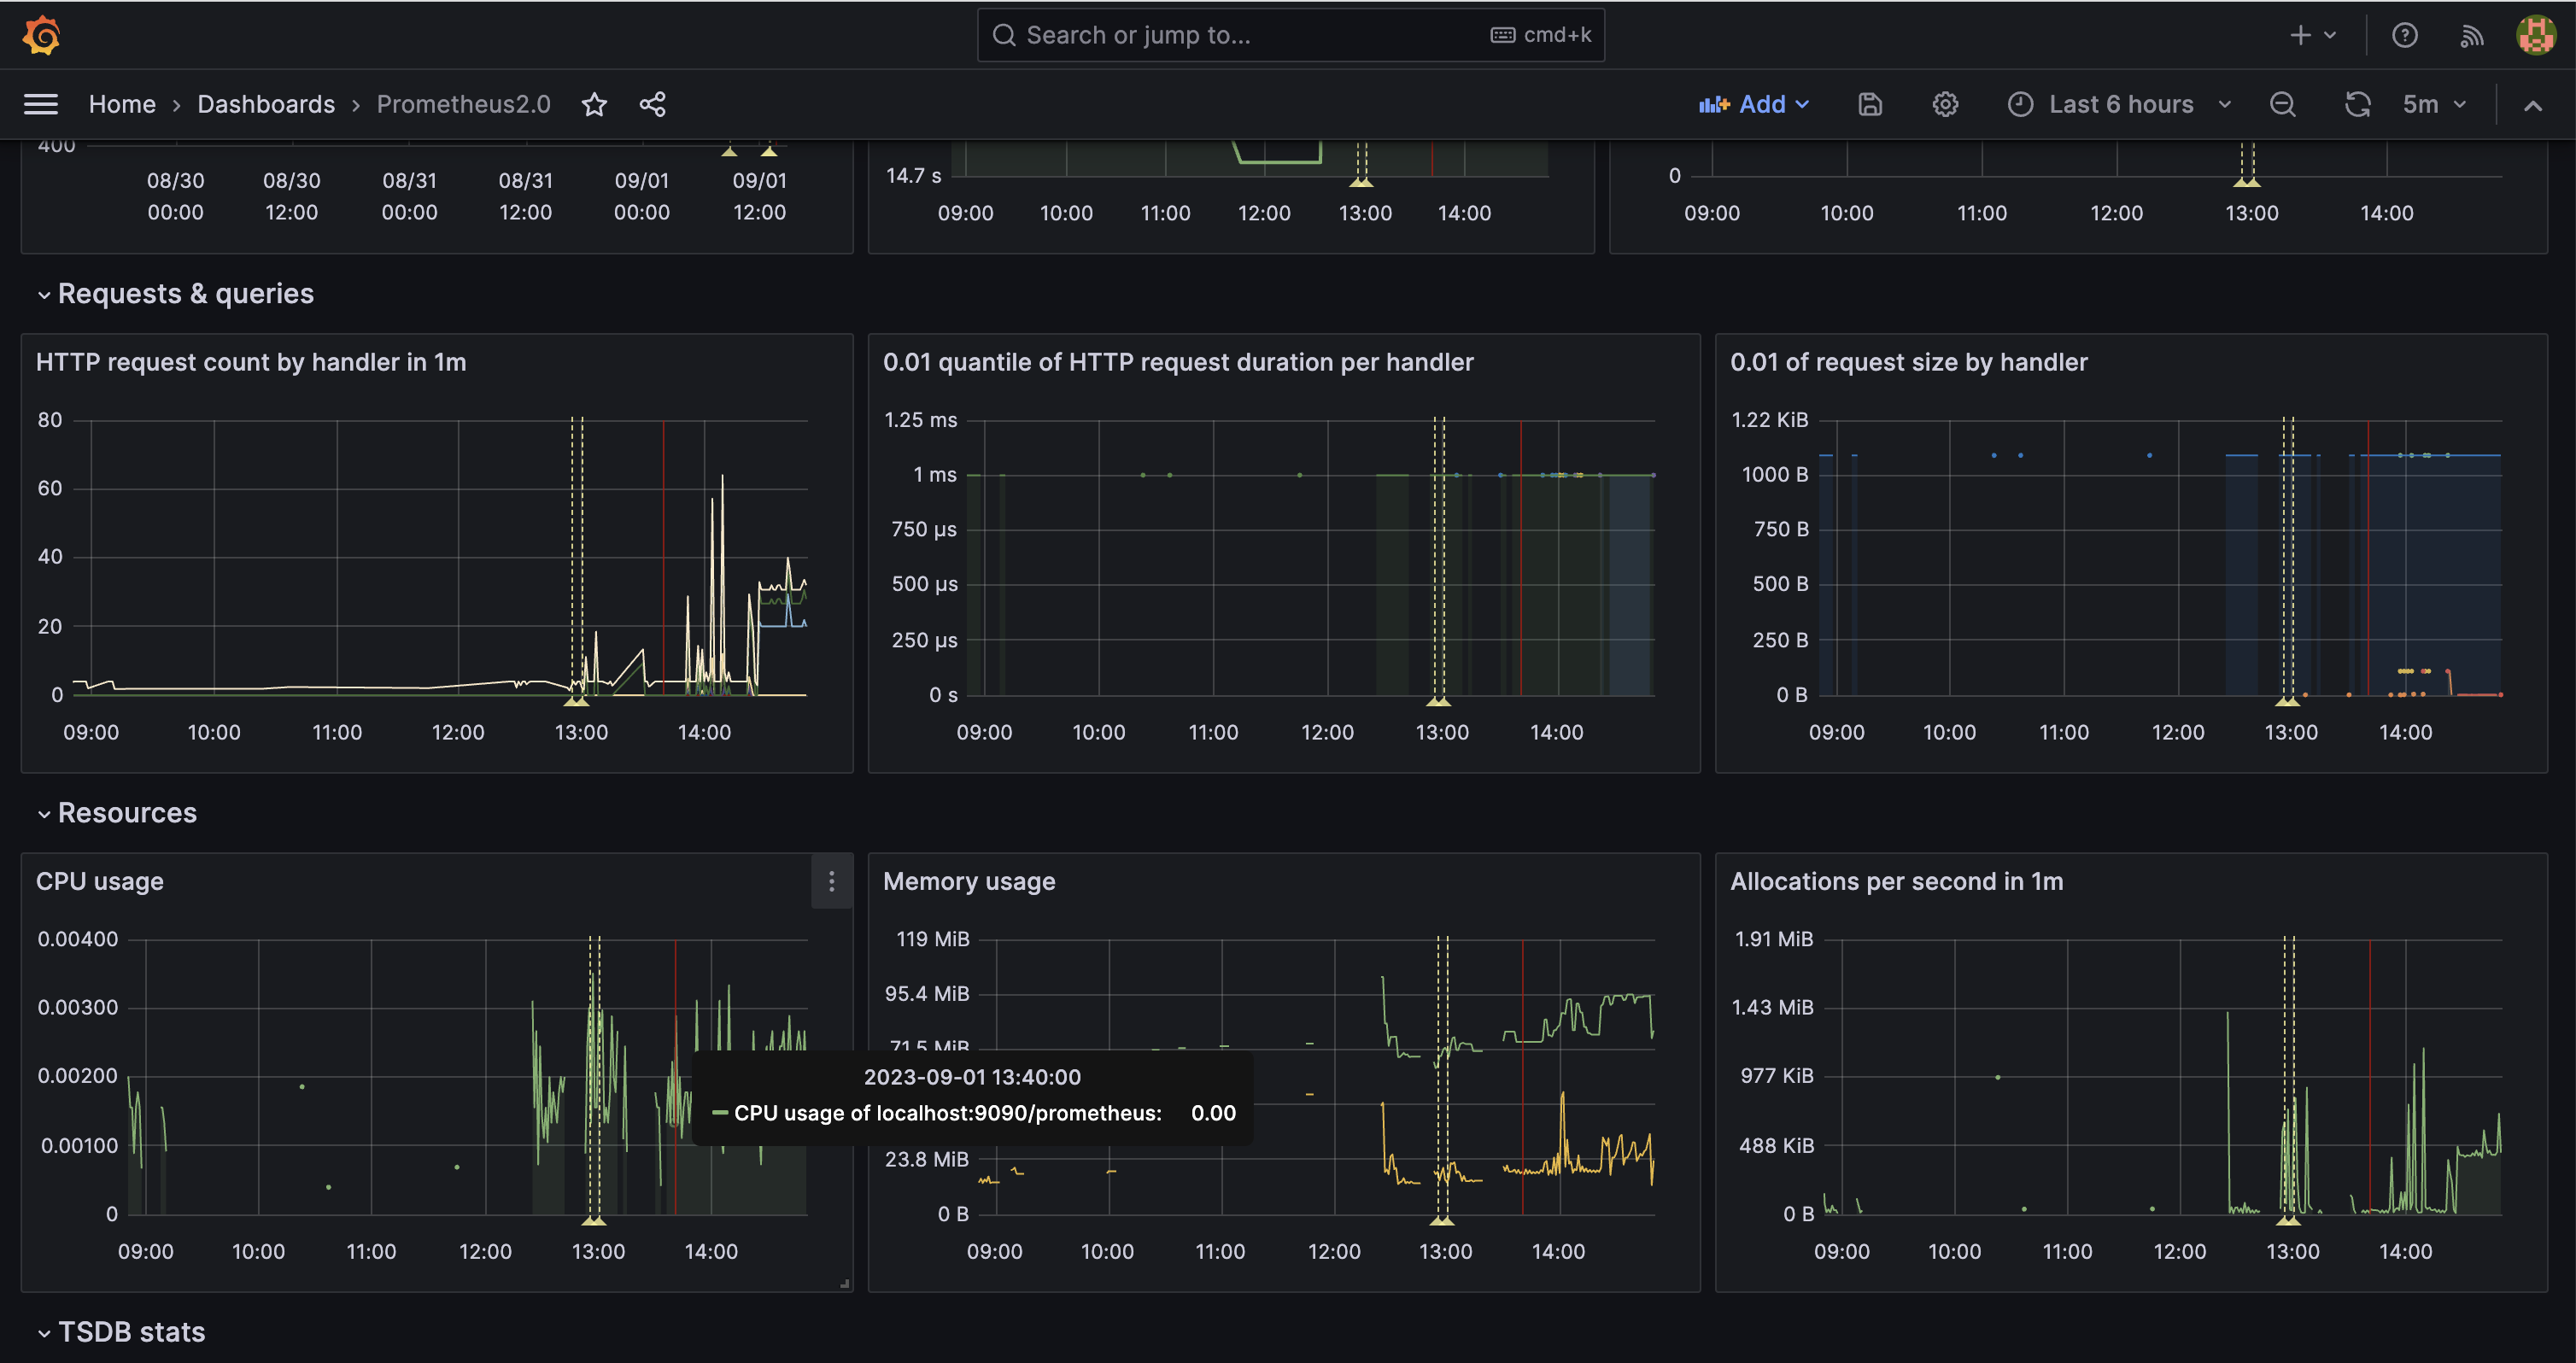 Search or jump to...
cmd+k
Home
Dashboards
Prometheus2.0
Add
Last 6 hours
5m
400
08/30 08/30 08/31 08/31 09/01 09/01
00:00 12:00 00:00 12:00 00:00 12:00
14.7 s
09:00 10:00 11:00 12:00 13:00 14:00
0
09:00 10:00 11:00 12:00 13:00 14:00
Requests & queries
HTTP request count by handler in 1m
80
60
40
20
0
09:00 10:00 11:00 12:00 13:00 14:00
0.01 quantile of HTTP request duration per handler
1.25 ms
1 ms
750 µs
500 µs
250 µs
0 s
09:00 10:00 11:00 12:00 13:00 14:00
0.01 of request size by handler
1.22 KiB
1000 B
750 B
500 B
250 B
0 B
09:00 10:00 11:00 12:00 13:00 14:00
Resources
CPU usage
0.00400
0.00300
0.00200
0.00100
0
09:00 10:00 11:00 12:00 13:00 14:00
2023-09-01 13:40:00
CPU usage of localhost:9090/prometheus: 0.00
Memory usage
119 MiB
95.4 MiB
71.5 MiB
23.8 MiB
0 B
09:00 10:00 11:00 12:00 13:00 14:00
Allocations per second in 1m
1.91 MiB
1.43 MiB
977 KiB
488 KiB
0 B
09:00 10:00 11:00 12:00 13:00 14:00
TSDB stats